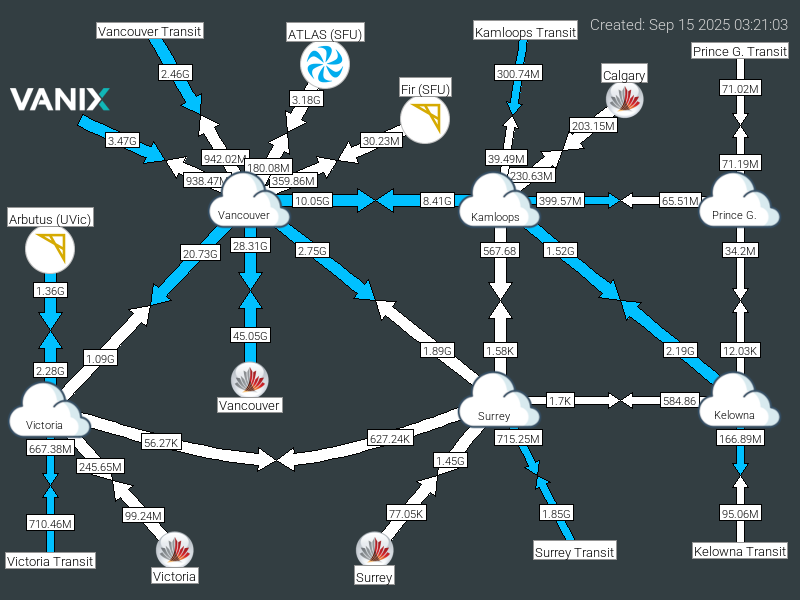 Created: Sep 15 2025 03:21:03
Vancouver Transit
ATLAS (SFU)
Kamloops Transit
Prince G. Transit
2.46G
300.74M
Calgary
71.02M
Fir (SFU)
VANIX
3.18G
203.15M
3.47G
30.23M
942.02M
39.49M
71.19M
180.08M
938.47M
359.86M
230.63M
10.05G
8.41G
399.57M
65.51M
Vancouver
Kamloops
Prince G.
Arbutus (UVic)
20.73G
28.31G
2.75G
567.68
1.52G
34.2M
1.36G
45.05G
1.09G
1.89G
1.58K
2.19G
12.03K
2.28G
Vancouver
1.7K
584.86
Victoria
Surrey
Kelowna
56.27K
627.24K
667.38M
715.25M
166.89M
245.65M
1.45G
710.46M
99.24M
77.05K
1.85G
95.06M
Victoria Transit
Victoria
Surrey
Surrey Transit
Kelowna Transit